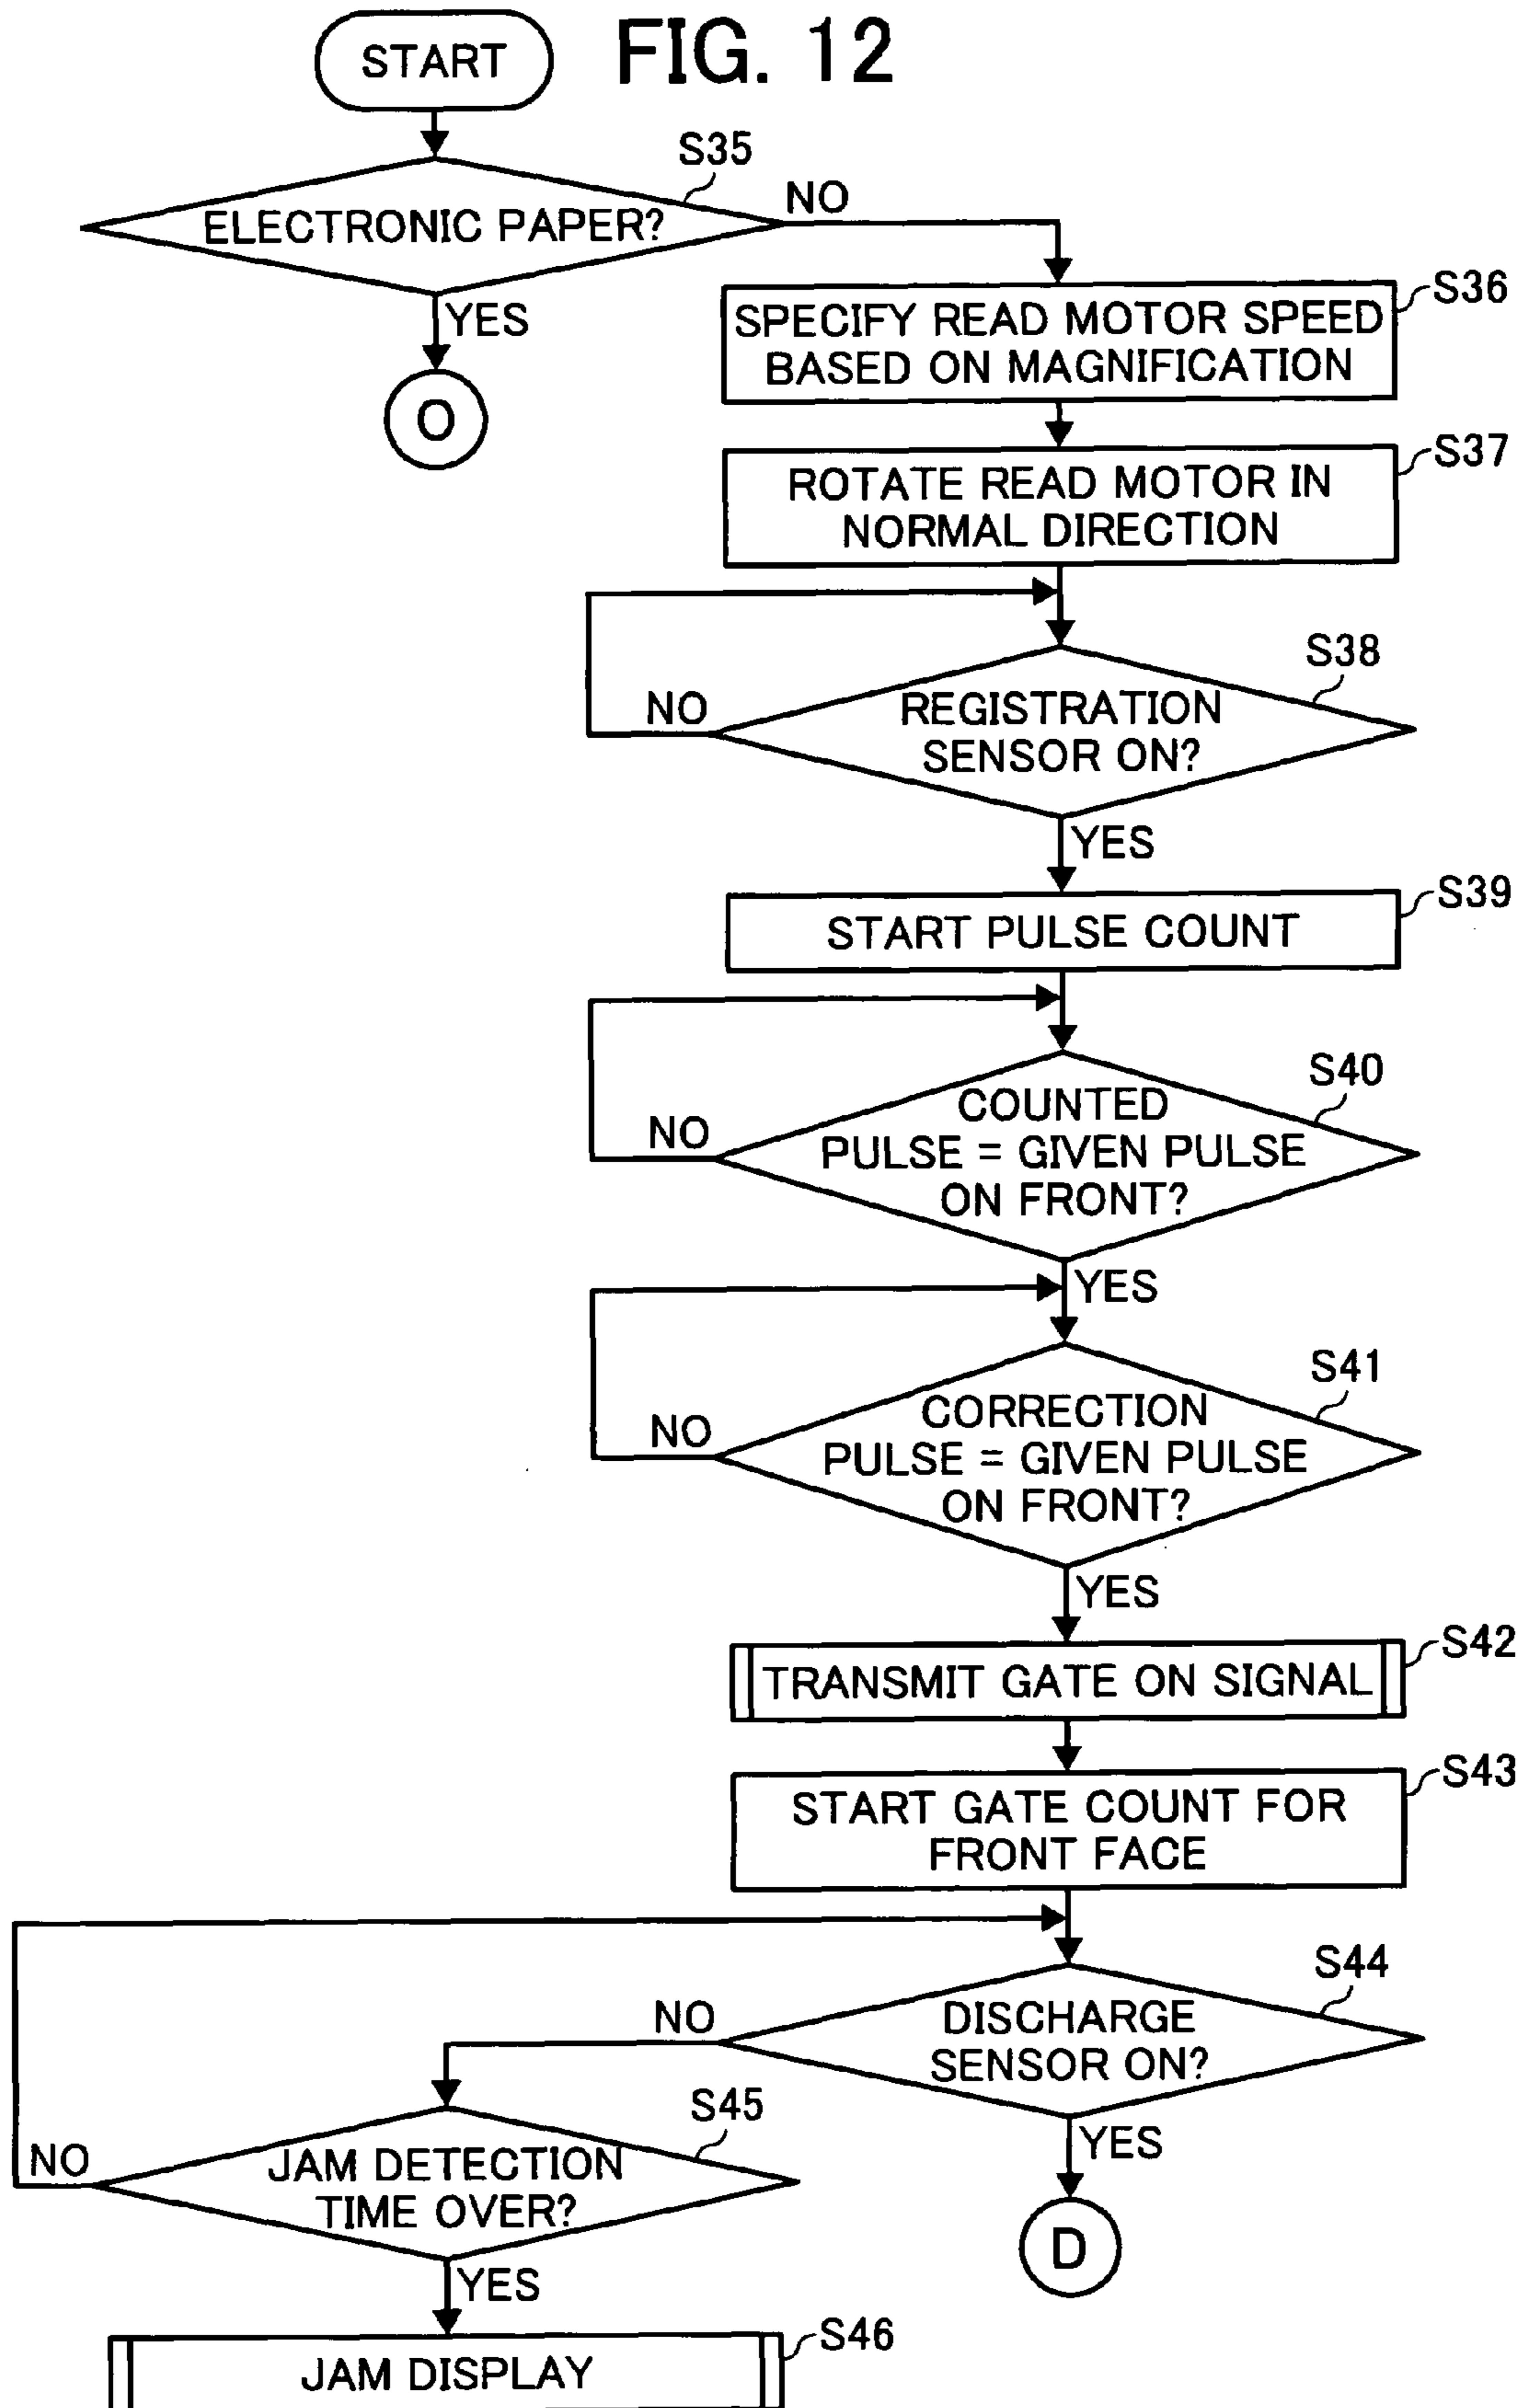 FIG. 12
START
S35
ELECTRONIC PAPER?
NO
YES
O
S36
SPECIFY READ MOTOR SPEED
BASED ON MAGNIFICATION
S37
ROTATE READ MOTOR IN
NORMAL DIRECTION
S38
REGISTRATION
SENSOR ON?
NO
YES
S39
START PULSE COUNT
S40
COUNTED
PULSE = GIVEN PULSE
ON FRONT?
NO
YES
S41
CORRECTION
PULSE = GIVEN PULSE
ON FRONT?
NO
YES
S42
TRANSMIT GATE ON SIGNAL
S43
START GATE COUNT FOR
FRONT FACE
S44
DISCHARGE
SENSOR ON?
NO
YES
D
S45
JAM DETECTION
TIME OVER?
NO
YES
S46
JAM DISPLAY